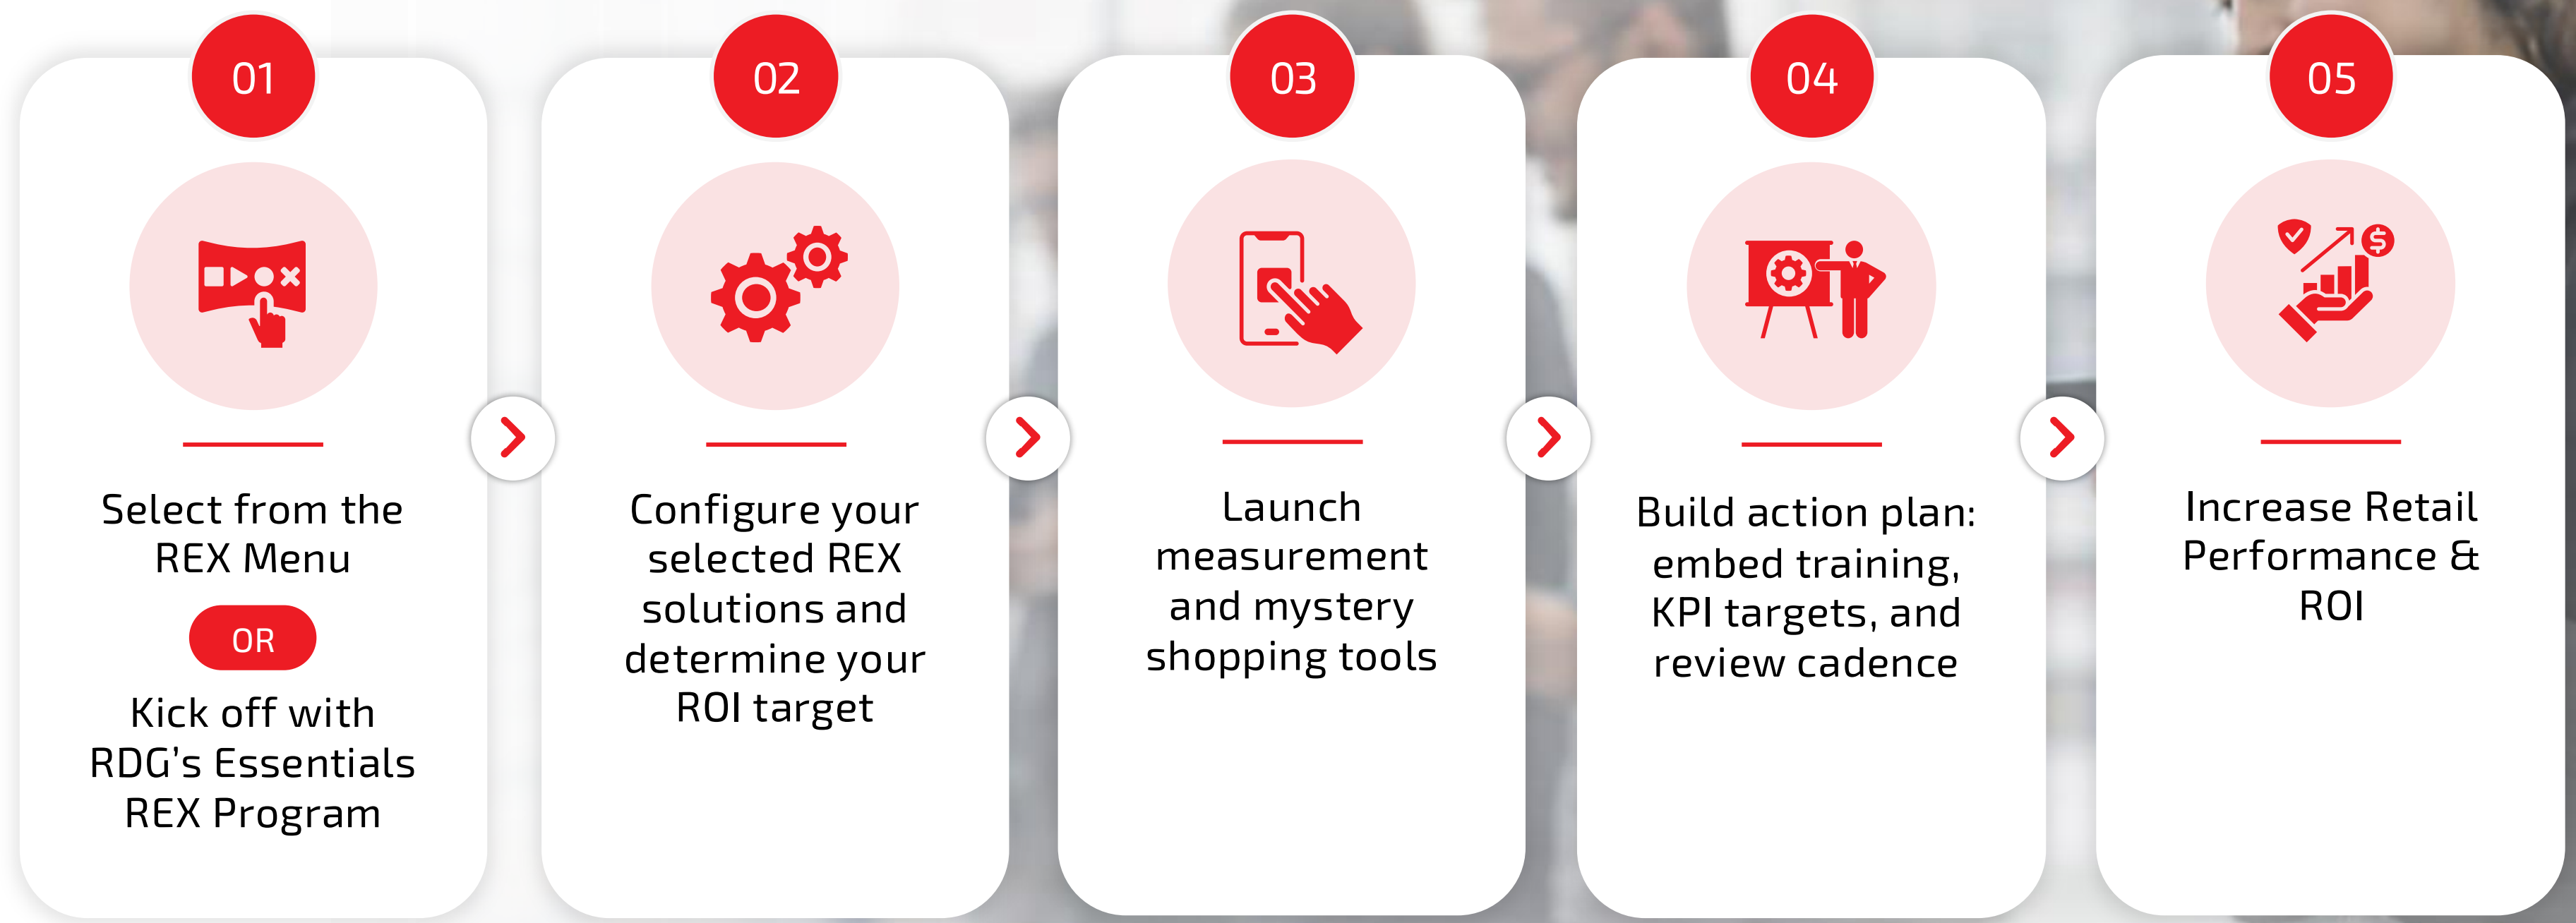 01
Select from the
REX Menu
OR
Kick off with
RDG’s Essentials
REX Program
02
Configure your
selected REX
solutions and
determine your
ROI target
03
Launch
measurement
and mystery
shopping tools
04
Build action plan:
embed training,
KPI targets, and
review cadence
05
Increase Retail
Performance &
ROI